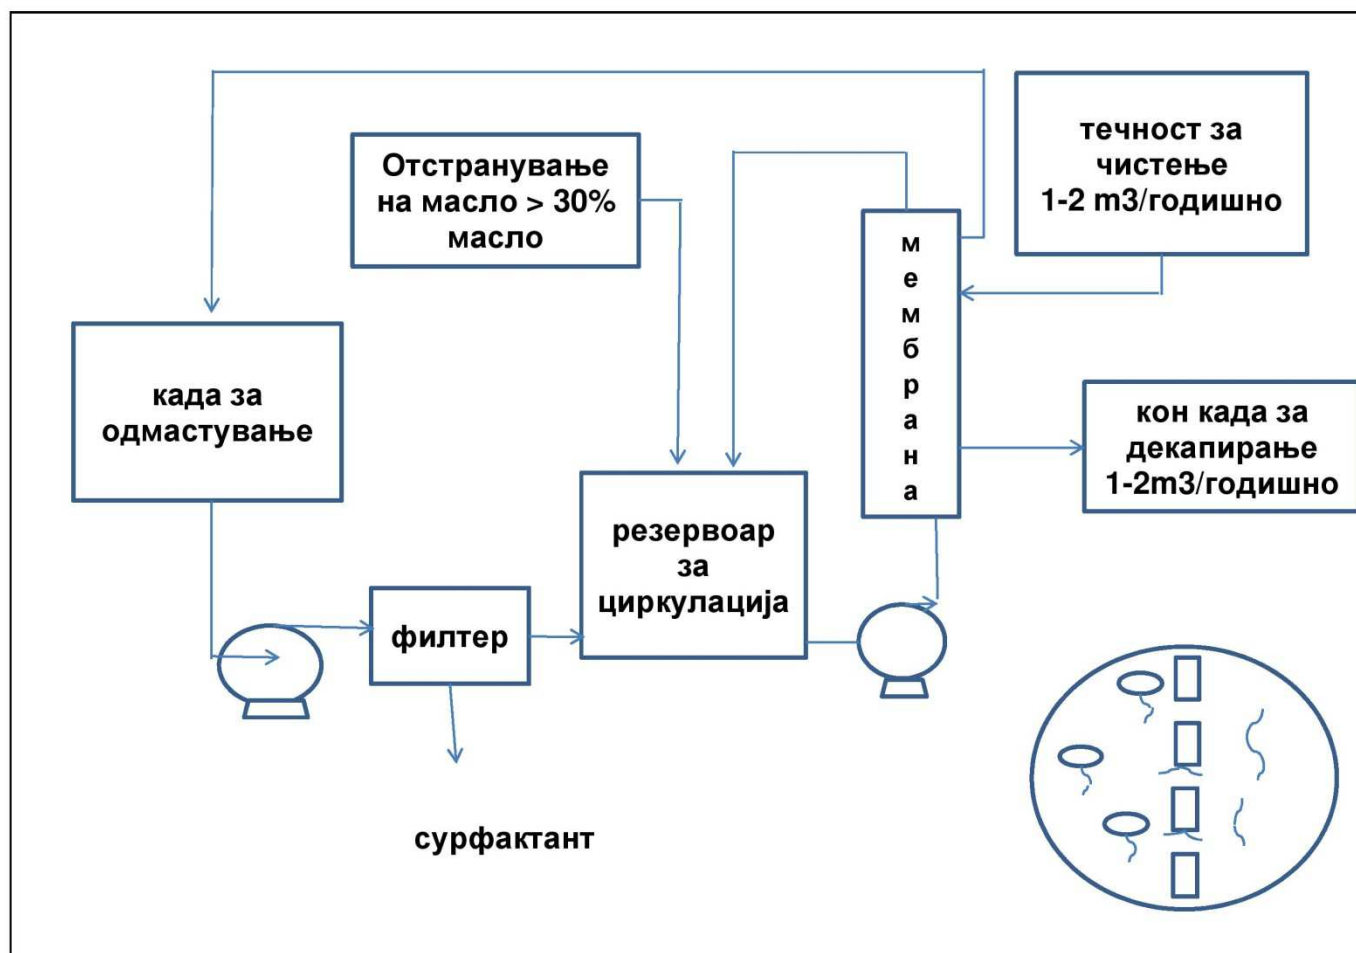 Отстранување
на масло > 30%
масло
течност за
чистење
1-2 m3/годишно
мембрана
када за
одмастување
кон када за
декапирање
1-2m3/годишно
резервоар
за
циркулација
филтер
сурфактант